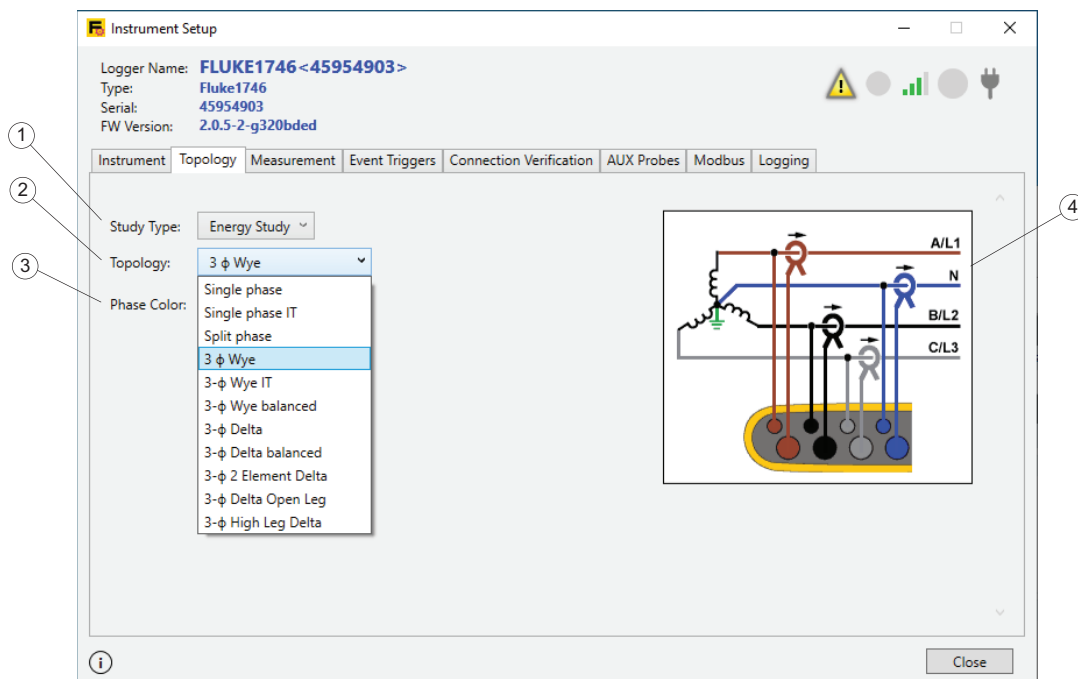 Instrument Setup
Logger Name: FLUKE1746<45954903>
Type: Fluke1746
Serial: 45954903
FW Version: 2.0.5-2-g320bded
1
Instrument Topology Measurement Event Triggers Connection Verification AUX Probes Modbus Logging
2
4
Study Type: Energy Study
A/L1
3
Topology: 3 ϕ Wye
N
Phase Color:
Single phase
Single phase IT
B/L2
Split phase
C/L3
3 ϕ Wye
3-ϕ Wye IT
3-ϕ Wye balanced
3-ϕ Delta
3-ϕ Delta balanced
3-ϕ 2 Element Delta
3-ϕ Delta Open Leg
3-ϕ High Leg Delta
Close